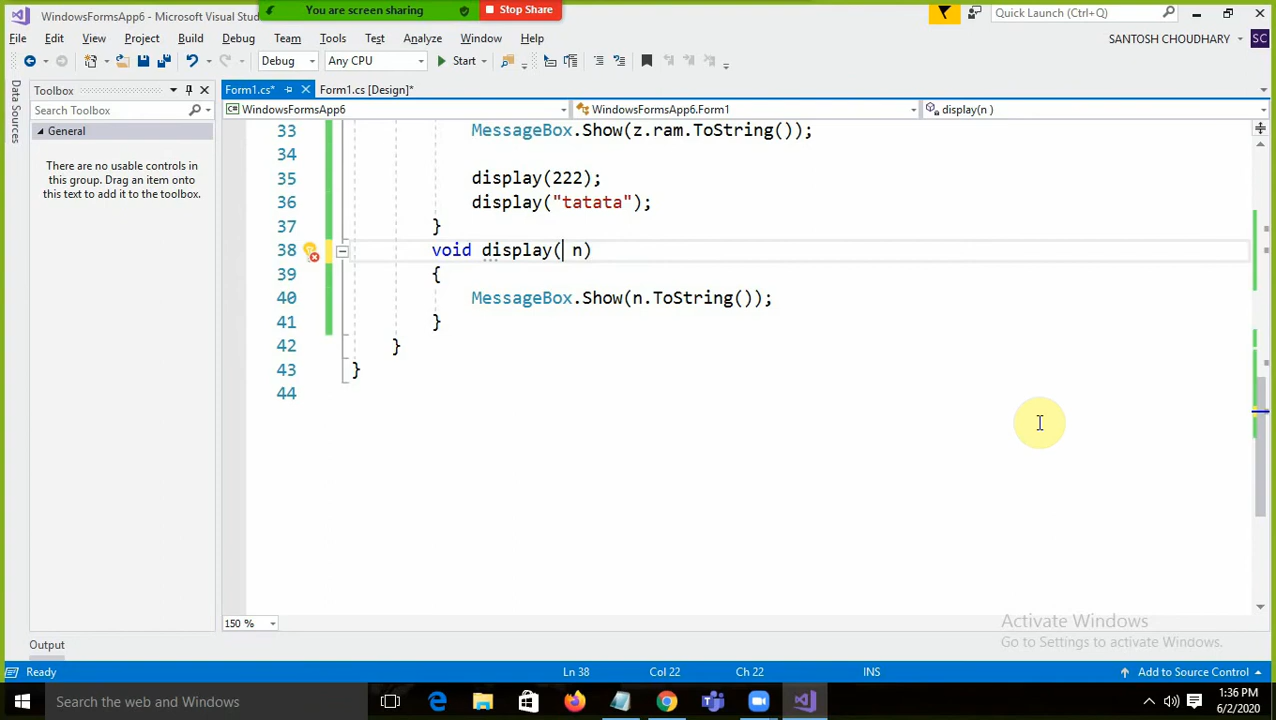 WindowsFormsApp6 - Microsoft Visual Stu
You are screen sharing
Stop Share
Quick Launch (Ctrl+Q)
File Edit View Project Build Debug Team Tools Test Analyze Window Help
SANTOSH CHOUDHARY
SC
Debug Any CPU Start
Data Sources
Toolbox
Search Toolbox
General
There are no usable controls in
this group. Drag an item onto
this text to add it to the toolbox.
Form1.cs* Form1.cs [Design]*
WindowsFormsApp6 WindowsFormsApp6.Form1 display(n )
33 MessageBox.Show(z.ram.ToString());
34
35 display(222);
36 display("tatata");
37 }
38 void display( n)
39 {
40 MessageBox.Show(n.ToString());
41 }
42 }
43 }
44
150 %
Activate Windows
Go to Settings to activate Windows.
Output
Ready Ln 38 Col 22 Ch 22 INS Add to Source Control
Search the web and Windows
1:36 PM
6/2/2020